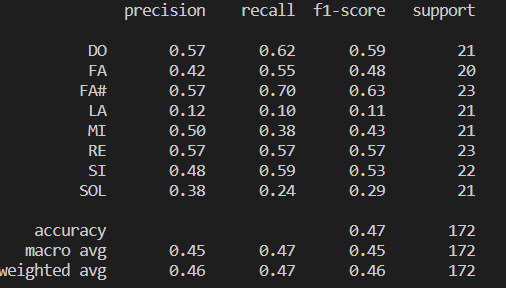 precision recall f1-score support
DO 0.57 0.62 0.59 21
FA 0.42 0.55 0.48 20
FA# 0.57 0.70 0.63 23
LA 0.12 0.10 0.11 21
MI 0.50 0.38 0.43 21
RE 0.57 0.57 0.57 23
SI 0.48 0.59 0.53 22
SOL 0.38 0.24 0.29 21
accuracy 0.47 172
macro avg 0.45 0.47 0.45 172
weighted avg 0.46 0.47 0.46 172